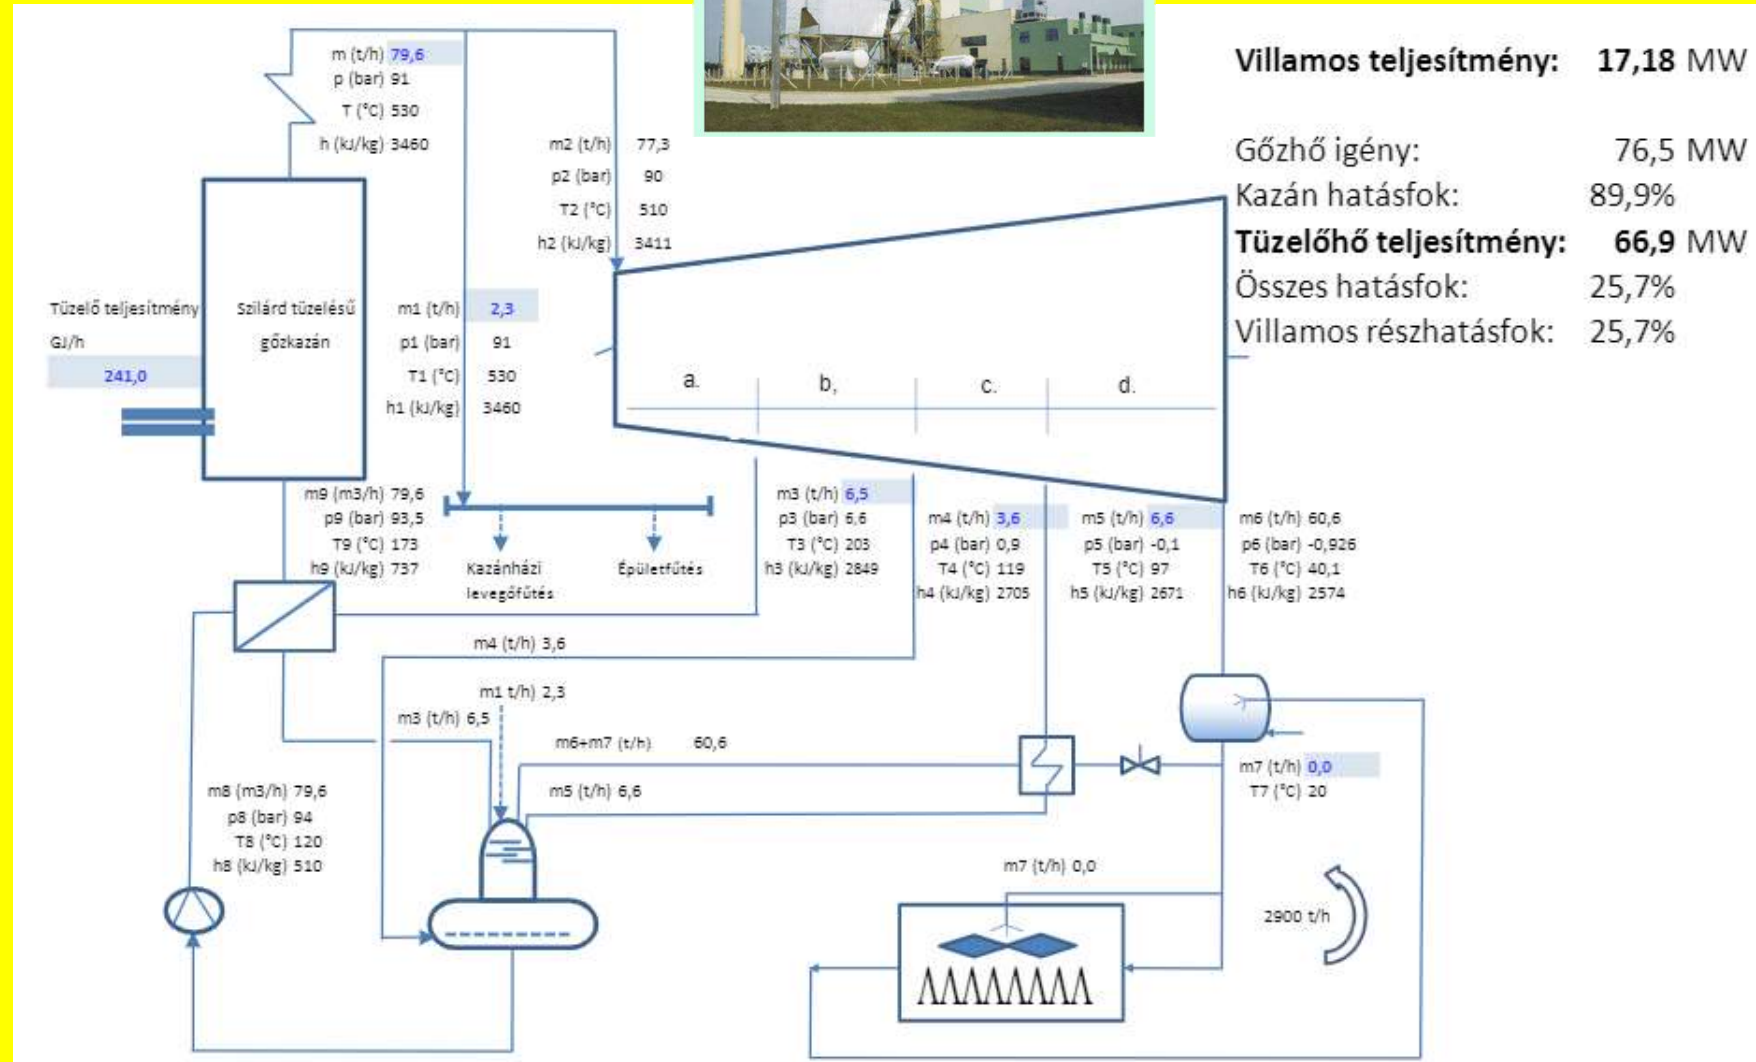 Villamos teljesítmény: 17,18 MW
Gőzhő igény: 76,5 MW
Kazán hatásfok: 89,9%
Tüzelőhő teljesítmény: 66,9 MW
Összes hatásfok: 25,7%
Villamos részhatásfok: 25,7%
m (t/h) 79,6
p (bar) 91
T (°C) 530
h (kJ/kg) 3460
m2 (t/h) 77,3
p2 (bar) 90
T2 (°C) 510
h2 (kJ/kg) 3411
Tüzelő teljesítmény
GJ/h
241,0
Szilárd tüzelésű
gőzkazán
m1 (t/h) 2,3
p1 (bar) 91
T1 (°C) 530
h1 (kJ/kg) 3460
a. b, c. d.
m9 (m3/h) 79,6
p9 (bar) 93,5
T9 (°C) 173
h9 (kJ/kg) 737
Kazánházi
levegőfűtés
Épületfűtés
m3 (t/h) 6,5
p3 (bar) 6,6
T3 (°C) 203
h3 (kJ/kg) 2849
m4 (t/h) 3,6
p4 (bar) 0,9
T4 (°C) 119
h4 (kJ/kg) 2705
m5 (t/h) 6,6
p5 (bar) -0,1
T5 (°C) 97
h5 (kJ/kg) 2671
m6 (t/h) 60,6
p6 (bar) -0,926
T6 (°C) 40,1
h6 (kJ/kg) 2574
m4 (t/h) 3,6
m1 t/h) 2,3
m3 (t/h) 6,5
m6+m7 (t/h) 60,6
m5 (t/h) 6,6
m7 (t/h) 0,0
T7 (°C) 20
m8 (m3/h) 79,6
p8 (bar) 94
T8 (°C) 120
h8 (kJ/kg) 510
m7 (t/h) 0,0
2900 t/h